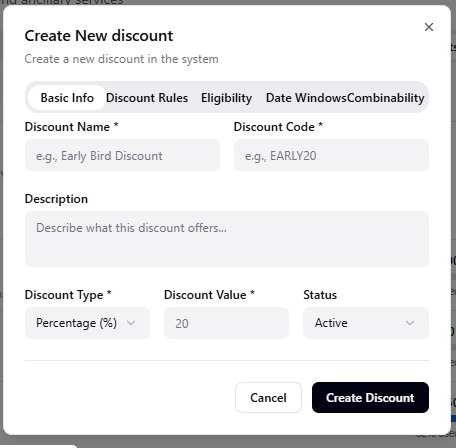 and ancillary services
Create New discount
Create a new discount in the system
Basic Info Discount Rules Eligibility Date Windows Combinability
Discount Name * Discount Code *
e.g., Early Bird Discount e.g., EARLY20
Description
Describe what this discount offers...
Discount Type * Discount Value * Status
Percentage (%) 20 Active
Cancel Create Discount